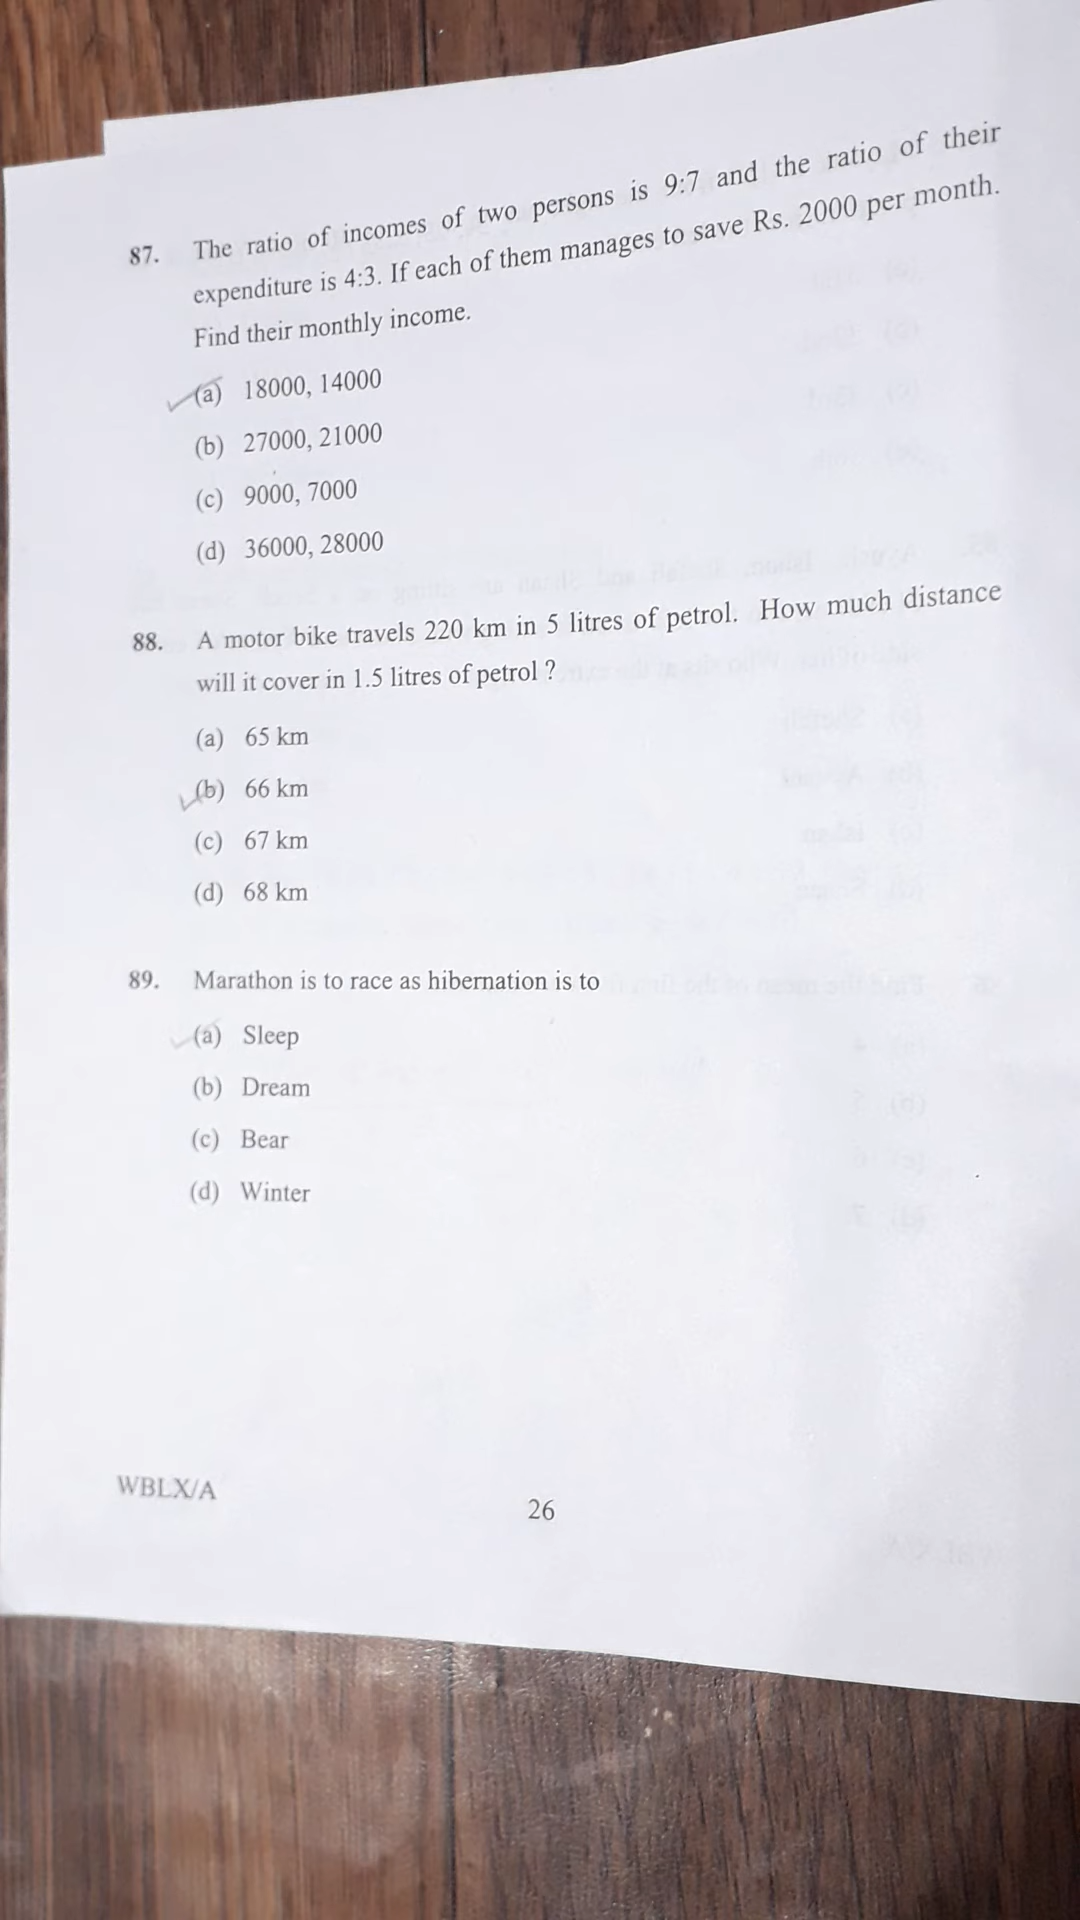 87. The ratio of incomes of two persons is 9:7 and the ratio of their
expenditure is 4:3. If each of them manages to save Rs. 2000 per month.
Find their monthly income.
(a) 18000, 14000
(b) 27000, 21000
(c) 9000, 7000
(d) 36000, 28000
88. A motor bike travels 220 km in 5 litres of petrol. How much distance
will it cover in 1.5 litres of petrol ?
(a) 65 km
(b) 66 km
(c) 67 km
(d) 68 km
89. Marathon is to race as hibernation is to
(a) Sleep
(b) Dream
(c) Bear
(d) Winter
WBLX/A
26